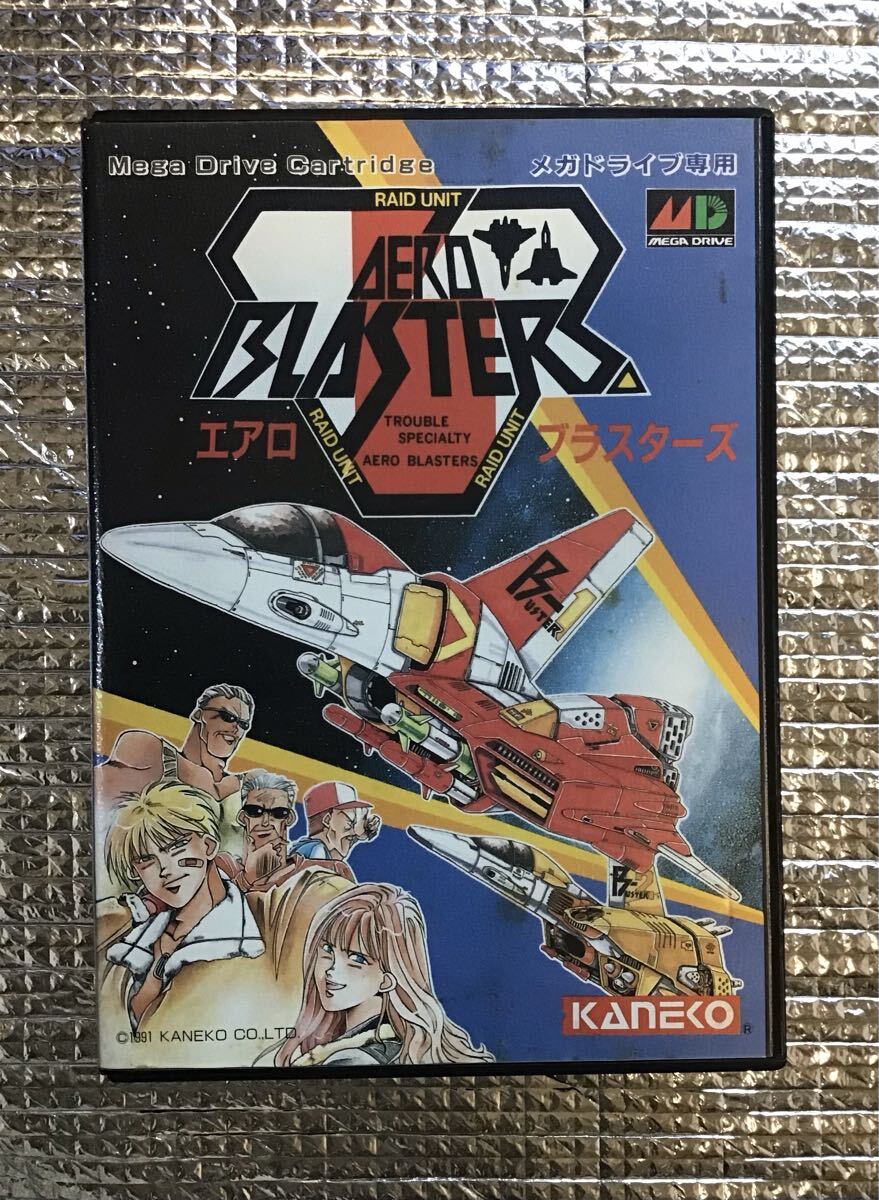 Mega Drive Cartridge
メガドライブ専用
RAID UNIT
MEGA DRIVE
AERO
BLASTERS
エアロ
ブラスターズ
RAID UNIT
TROUBLE
SPECIALTY
AERO BLASTERS
RAID UNIT
BUSTER
1
BUSTER
2
KANEKO
®
©1991 KANEKO CO.,LTD.